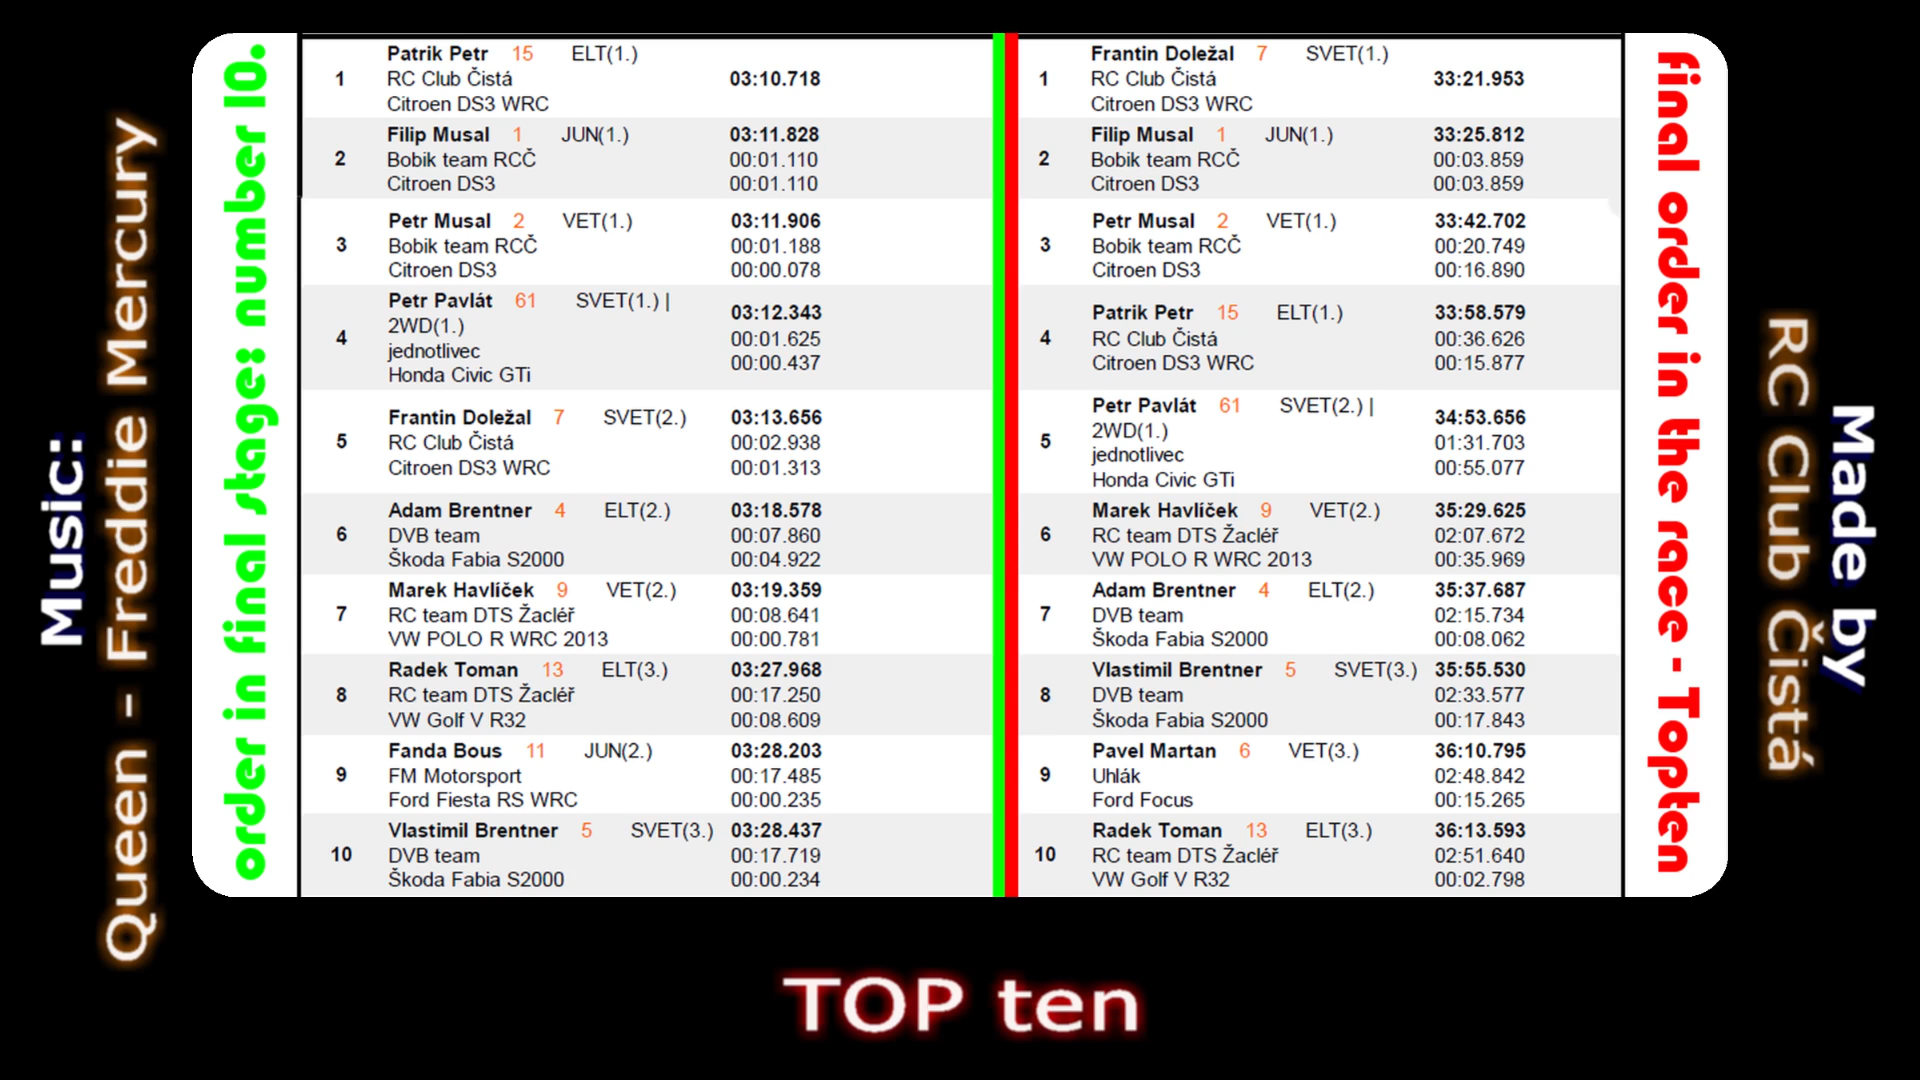 Music:
Queen - Freddie Mercury
order in final stage: number 10.
1
Patrik Petr 15 ELT(1.)
RC Club Čistá
Citroen DS3 WRC
03:10.718
2
Filip Musal 1 JUN(1.)
Bobik team RCČ
Citroen DS3
03:11.828
00:01.110
00:01.110
3
Petr Musal 2 VET(1.)
Bobik team RCČ
Citroen DS3
03:11.906
00:01.188
00:00.078
4
Petr Pavlát 61 SVET(1.) |
2WD(1.)
jednotlivec
Honda Civic GTi
03:12.343
00:01.625
00:00.437
5
Frantin Doležal 7 SVET(2.)
RC Club Čistá
Citroen DS3 WRC
03:13.656
00:02.938
00:01.313
6
Adam Brentner 4 ELT(2.)
DVB team
Škoda Fabia S2000
03:18.578
00:07.860
00:04.922
7
Marek Havlíček 9 VET(2.)
RC team DTS Žacléř
VW POLO R WRC 2013
03:19.359
00:08.641
00:00.781
8
Radek Toman 13 ELT(3.)
RC team DTS Žacléř
VW Golf V R32
03:27.968
00:17.250
00:08.609
9
Fanda Bous 11 JUN(2.)
FM Motorsport
Ford Fiesta RS WRC
03:28.203
00:17.485
00:00.235
10
Vlastimil Brentner 5 SVET(3.)
DVB team
Škoda Fabia S2000
03:28.437
00:17.719
00:00.234
1
Frantin Doležal 7 SVET(1.)
RC Club Čistá
Citroen DS3 WRC
33:21.953
2
Filip Musal 1 JUN(1.)
Bobik team RCČ
Citroen DS3
33:25.812
00:03.859
00:03.859
3
Petr Musal 2 VET(1.)
Bobik team RCČ
Citroen DS3
33:42.702
00:20.749
00:16.890
4
Patrik Petr 15 ELT(1.)
RC Club Čistá
Citroen DS3 WRC
33:58.579
00:36.626
00:15.877
5
Petr Pavlát 61 SVET(2.) |
2WD(1.)
jednotlivec
Honda Civic GTi
34:53.656
01:31.703
00:55.077
6
Marek Havlíček 9 VET(2.)
RC team DTS Žacléř
VW POLO R WRC 2013
35:29.625
02:07.672
00:35.969
7
Adam Brentner 4 ELT(2.)
DVB team
Škoda Fabia S2000
35:37.687
02:15.734
00:08.062
8
Vlastimil Brentner 5 SVET(3.)
DVB team
Škoda Fabia S2000
35:55.530
02:33.577
00:17.843
9
Pavel Martan 6 VET(3.)
Uhlák
Ford Focus
36:10.795
02:48.842
00:15.265
10
Radek Toman 13 ELT(3.)
RC team DTS Žacléř
VW Golf V R32
36:13.593
02:51.640
00:02.798
final order in the race - Topten
Made by
RC Club Čistá
TOP ten